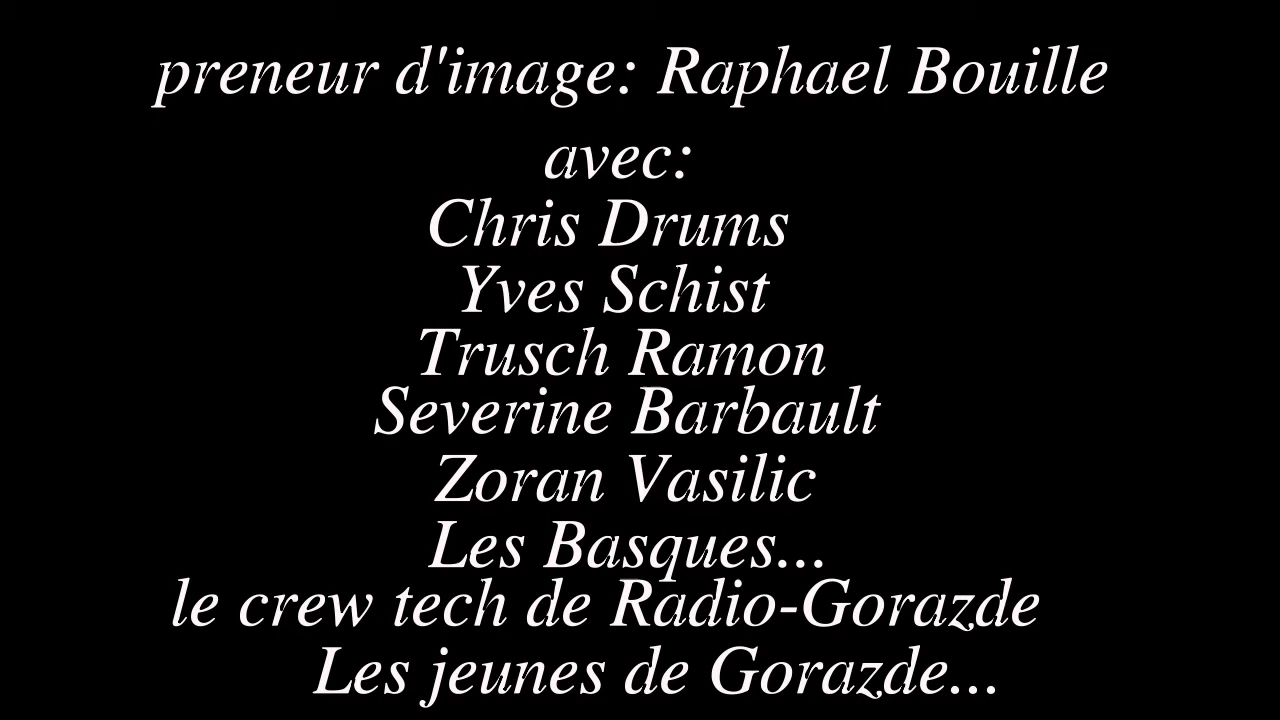 preneur d'image: Raphael Bouille
avec:
Chris Drums
Yves Schist
Trusch Ramon
Severine Barbault
Zoran Vasilic
Les Basques...
le crew tech de Radio-Gorazde
Les jeunes de Gorazde...